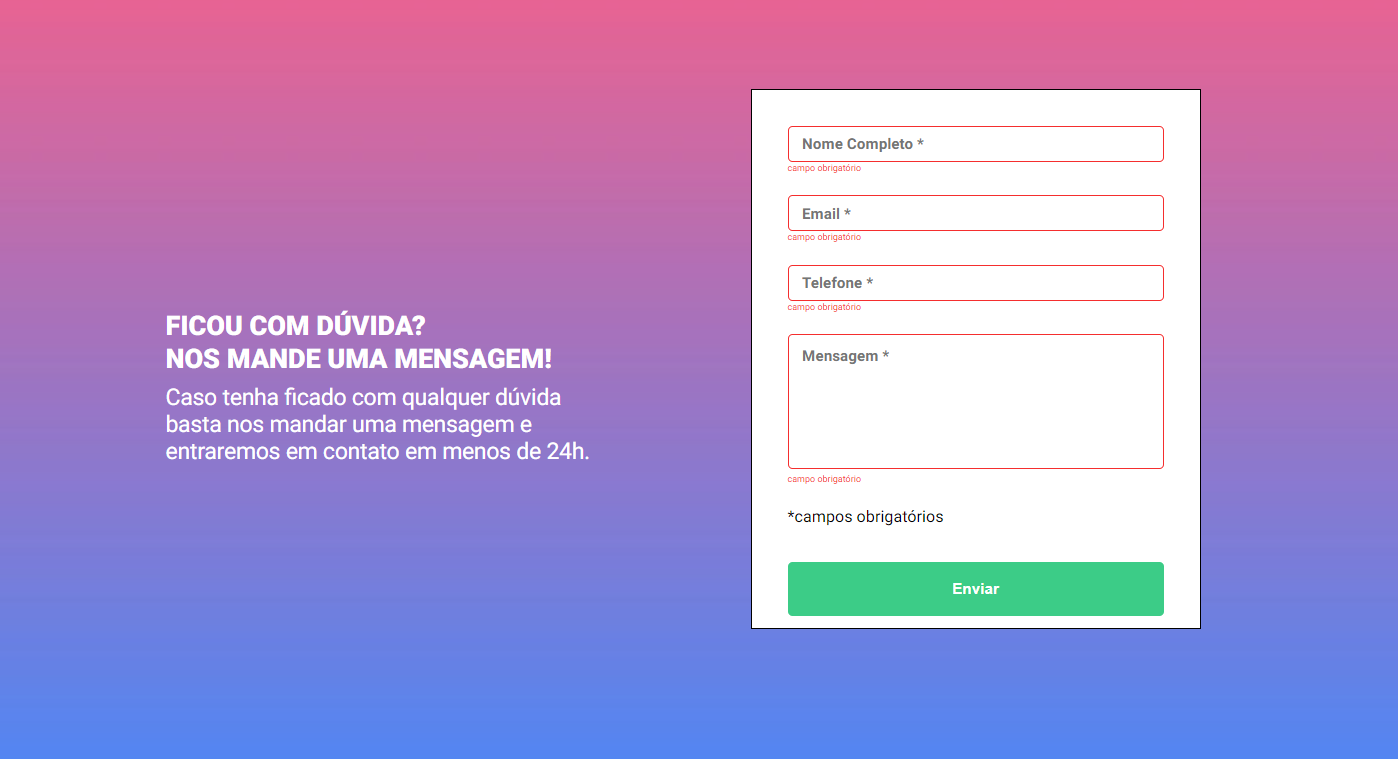 FICOU COM DÚVIDA?
NOS MANDE UMA MENSAGEM!
Caso tenha ficado com qualquer dúvida
basta nos mandar uma mensagem e
entraremos em contato em menos de 24h.
Nome Completo *
campo obrigatório
Email *
campo obrigatório
Telefone *
campo obrigatório
Mensagem *
campo obrigatório
*campos obrigatórios
Enviar